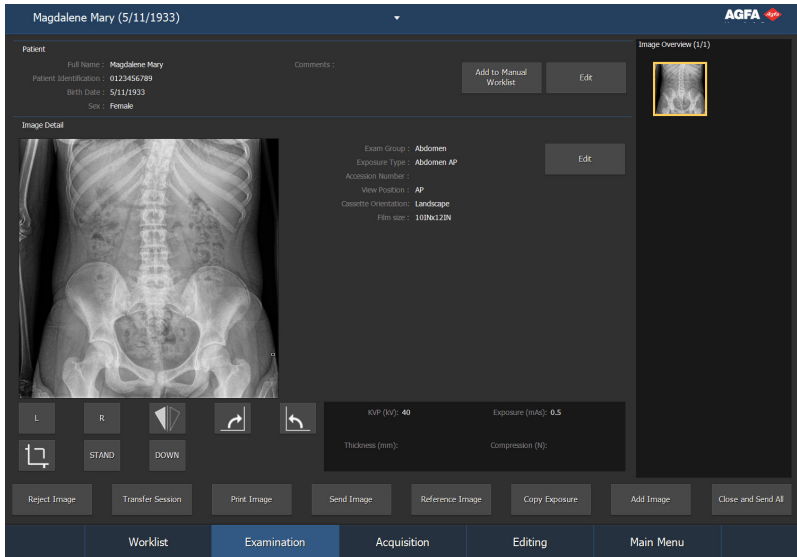 Magdalene Mary (5/11/1933)
AGFA
Patient
Full Name : Magdalene Mary
Comments :
Patient Identification : 0123456789
Birth Date : 5/11/1933
Sex : Female
Add to Manual
Worklist
Edit
Image Overview (1/1)
Image Detail
Exam Group : Abdomen
Exposure Type : Abdomen AP
Accession Number :
View Position : AP
Cassette Orientation: Landscape
Film size : 10INx12IN
Edit
L
R
STAND
DOWN
KVP (kV): 40
Exposure (mAs): 0.5
Thickness (mm):
Compression (N):
Reject Image
Transfer Session
Print Image
Send Image
Reference Image
Copy Exposure
Add Image
Close and Send All
Worklist
Examination
Acquisition
Editing
Main Menu